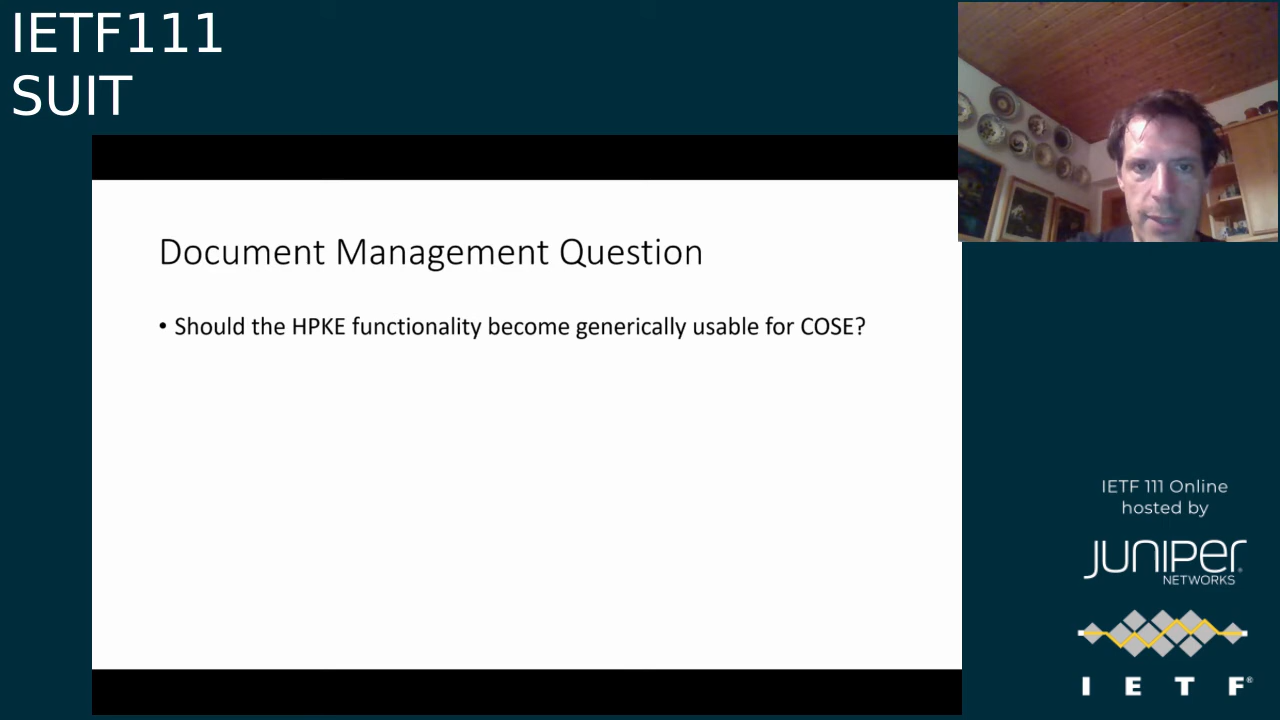 IETF111
SUIT
Document Management Question
• Should the HPKE functionality become generically usable for COSE?
IETF 111 Online
hosted by
JUNIPER
NETWORKS
I E T F®